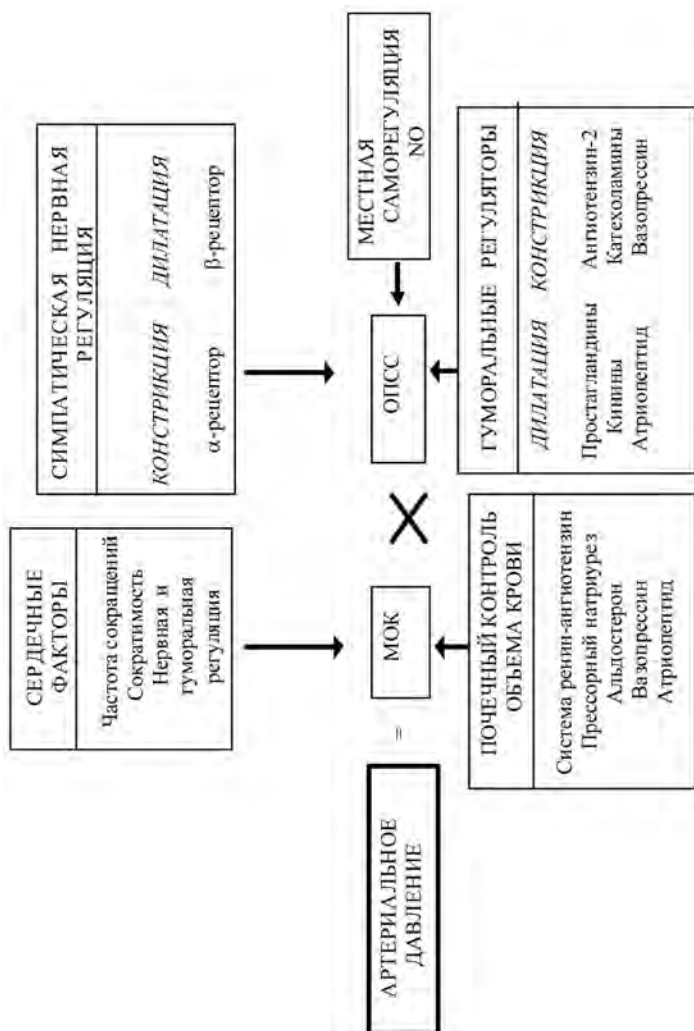 СЕРДЕЧНЫЕ
ФАКТОРЫ
Частота сокращений
Сократимость
Нервная и
гуморальная
регуляция
СИМПАТИЧЕСКАЯ НЕРВНАЯ
РЕГУЛЯЦИЯ
КОНСТРИКЦИЯ ДИЛАТАЦИЯ
α-рецептор β-рецептор
АРТЕРИАЛЬНОЕ
ДАВЛЕНИЕ
=
МОК
X
ОПСС
МЕСТНАЯ
САМОРЕГУЛЯЦИЯ
NO
ПОЧЕЧНЫЙ КОНТРОЛЬ
ОБЪЕМА КРОВИ
Система ренин-ангиотензин
Прессорный натриурез
Альдостерон
Вазопрессин
Атриопептид
ГУМОРАЛЬНЫЕ РЕГУЛЯТОРЫ
ДИЛАТАЦИЯ КОНСТРИКЦИЯ
Простагландины Ангиотензин-2
Кинины Катехоламины
Атриопептид Вазопрессин